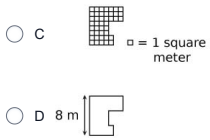 C
= 1 square
meter
D 8 m